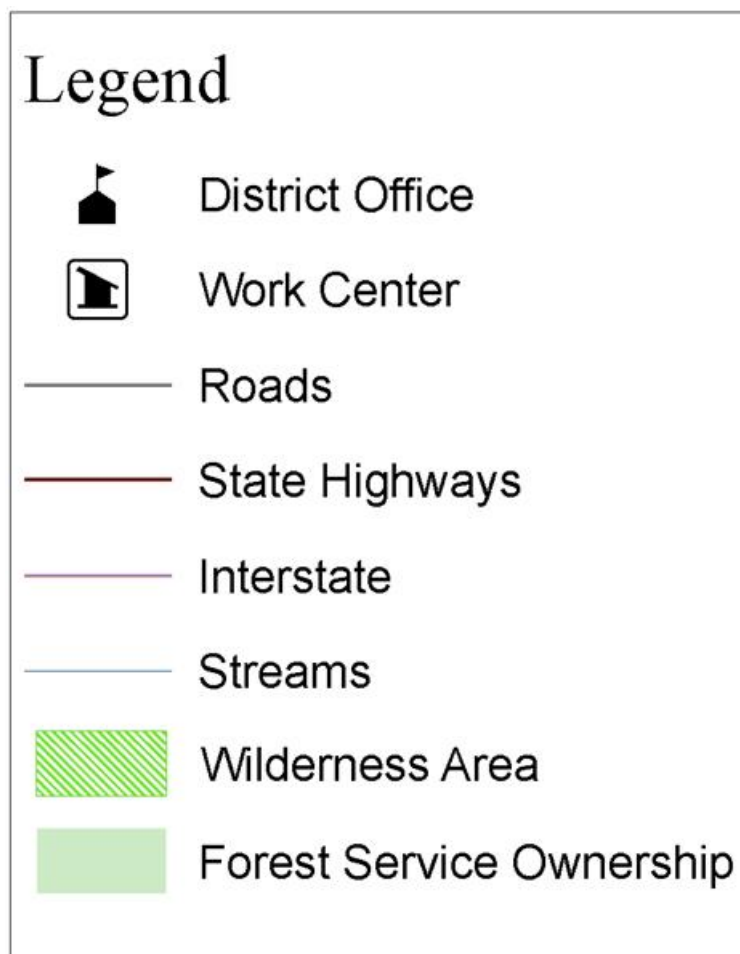 Legend
District Office
Work Center
Roads
State Highways
Interstate
Streams
Wilderness Area
Forest Service Ownership